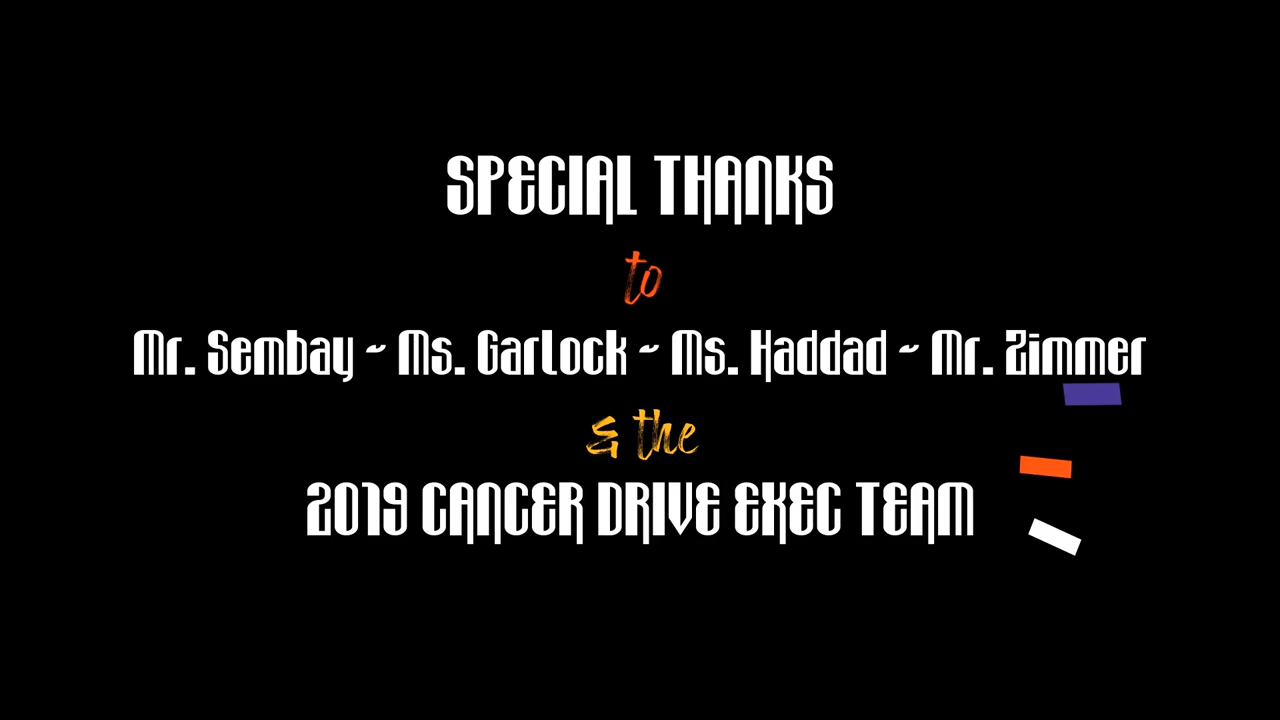 SPECIAL THANKS
to
Mr. Sembay ~ Ms. Garlock ~ Ms. Haddad ~ Mr. Zimmer
& the
2019 CANCER DRIVE EXEC TEAM